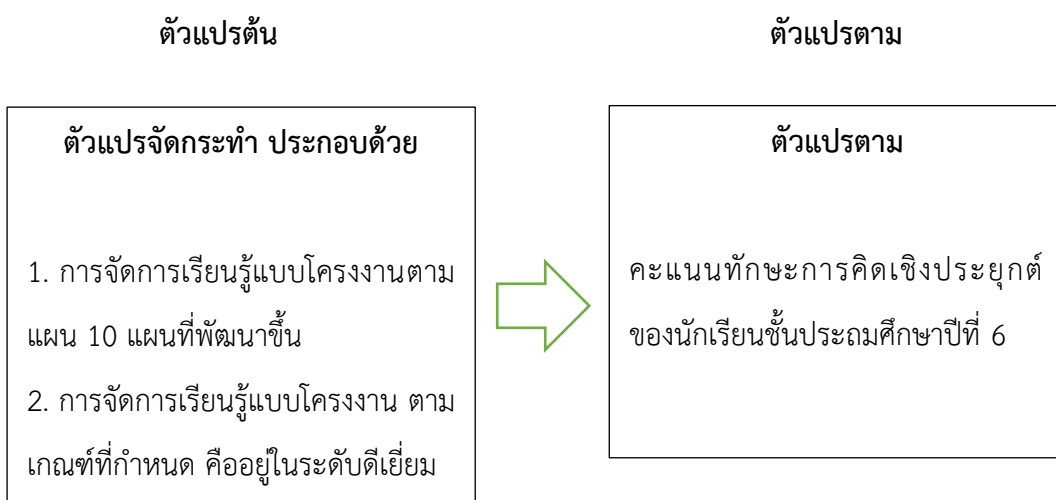 ตัวแปรต้น
ตัวแปรตาม
ตัวแปรจัดกระทำ ประกอบด้วย
1. การจัดการเรียนรู้แบบโครงงานตาม
แผน 10 แผนที่พัฒนาขึ้น
2. การจัดการเรียนรู้แบบโครงงาน ตาม
เกณฑ์ที่กำหนด คืออยู่ในระดับดีเยี่ยม
ตัวแปรตาม
คะแนนทักษะการคิดเชิงประยุกต์
ของนักเรียนชั้นประถมศึกษาปีที่ 6